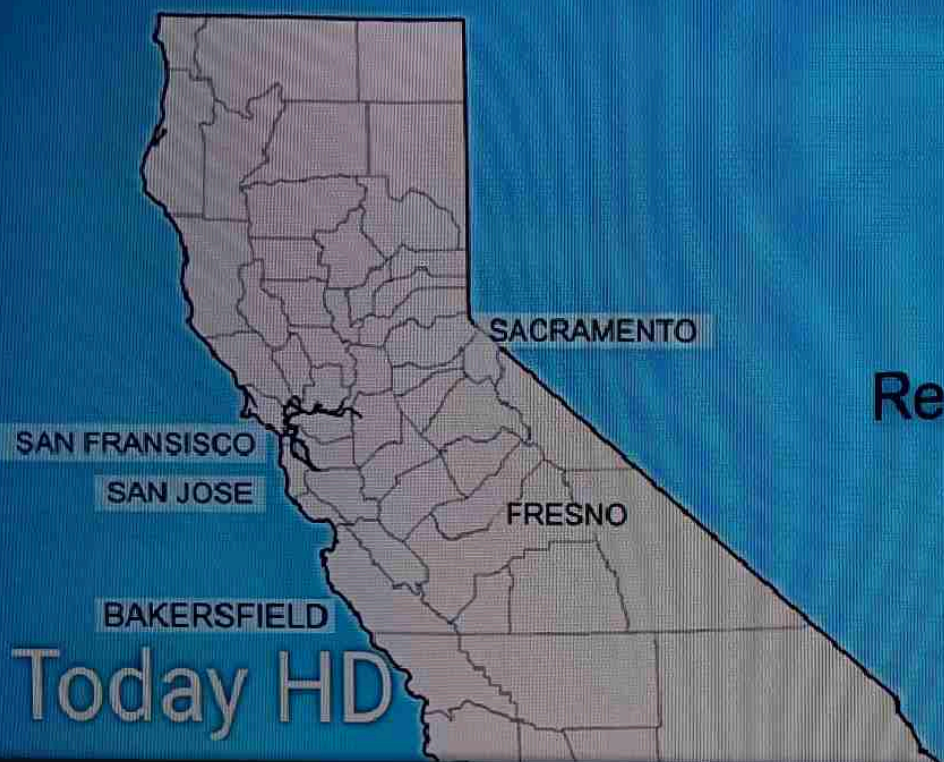 SACRAMENTO
Re
SAN FRANSISCO
SAN JOSE
FRESNO
BAKERSFIELD
Today HD